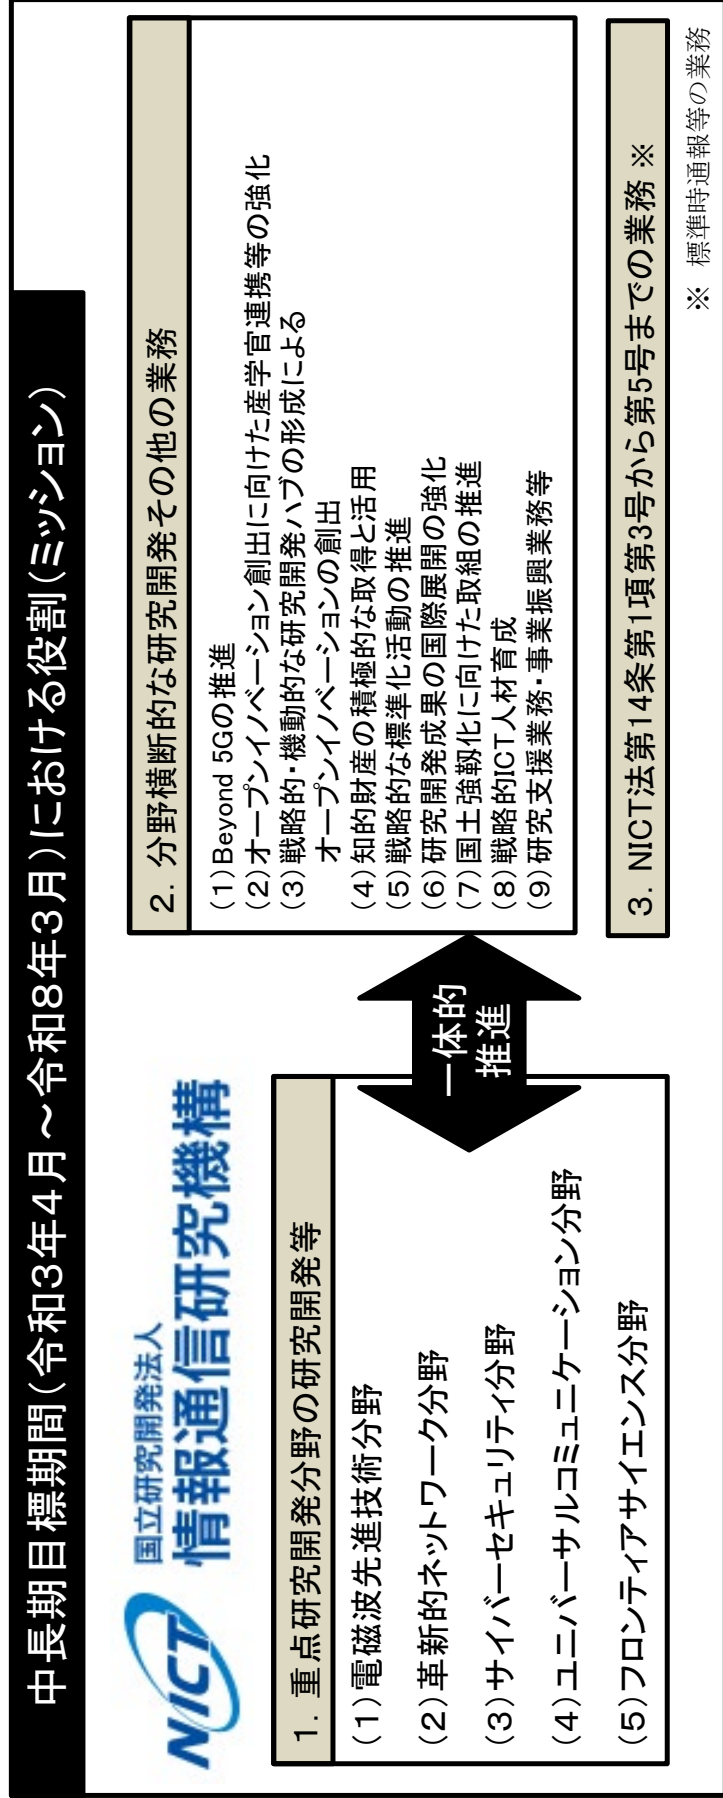 中長期目標期間(令和3年4月～令和8年3月)における役割(ミッション)
NICT
国立研究開発法人
情報通信研究機構
1. 重点研究開発分野の研究開発等
(1)電磁波先進技術分野
(2)革新的ネットワーク分野
(3)サイバーセキュリティ分野
(4)ユニバーサルコミュニケーション分野
(5)フロンティアサイエンス分野
一体的
推進
2. 分野横断的な研究開発その他の業務
(1)Beyond 5Gの推進
(2)オープンイノベーション創出に向けた産学官連携等の強化
(3)戦略的・機動的な研究開発ハブの形成による
オープンイノベーションの創出
(4)知的財産の積極的な取得と活用
(5)戦略的な標準化活動の推進
(6)研究開発成果の国際展開の強化
(7)国土強靱化に向けた取組の推進
(8)戦略的ICT人材育成
(9)研究支援業務・事業振興業務等
3. NICT法第14条第1項第3号から第5号までの業務 ※
※ 標準時通報等の業務